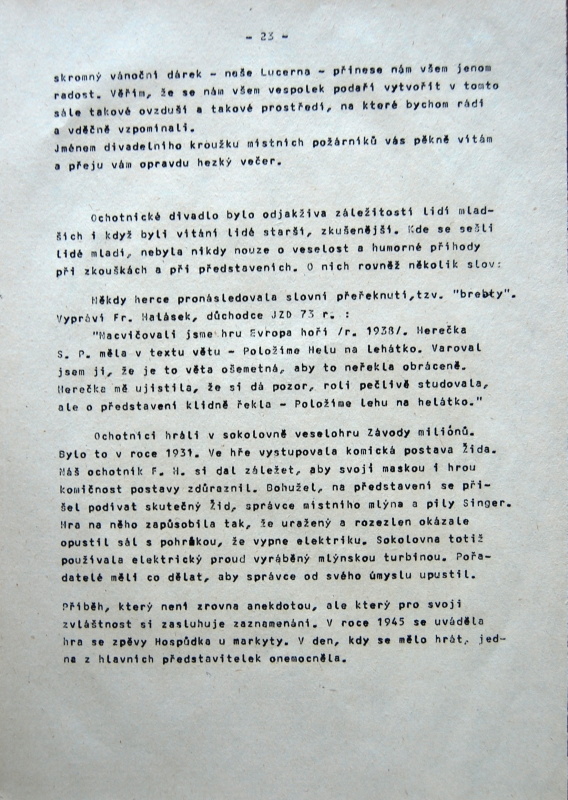 - 23 -
skromný vánoční dárek - naše Lucerna - přinese nám všem jenom
radost. Věřím, že se nám všem vespolek podaří vytvořit v tomto
sále takové ovzduší a takové prostředí, na které bychom rádi
a vděčně vzpomínali.
Jménem divadelního kroužku místních požárníků vás pěkně vítám
a přeju vám opravdu hezký večer.
Ochotnické divadlo bylo odjakživa záležitostí lidí mlad-
ších i když byli vítáni lidé starší, zkušenější. Kde se sešli
lidé mladí, nebyla nikdy nouze o veselost a humorné příhody
při zkouškách a při představeních. O nich rovněž několik slov:
Někdy herce pronásledovala slovní přeřeknutí,tzv. "brebty".
Vypráví Fr. Halásek, důchodce JZD 73 r. :
"Nacvičovali jsme hru Evropa hoří /r. 1938/. Herečka
S. P. měla v textu větu - Položíme Helu na lehátko. Varoval
jsem ji, že je to věta ošemetná, aby to neřekla obráceně.
Herečka mě ujistila, že si dá pozor, roli pečlivě studovala,
ale o představení klidně řekla - Položíme lehu na helátko."
Ochotníci hráli v sokolovně veselohru Závody miliónů.
Bylo to v roce 1931. Ve hře vystupovala komická postava Žida.
Náš ochotník F. H. si dal záležet, aby svojí maskou i hrou
komičnost postavy zdůraznil. Bohužel, na představení se při-
šel podívat skutečný Žid, správce místního mlýna a pily Singer.
Hra na něho zapůsobila tak, že uražený a rozezlen okázale
opustil sál s pohrůkou, že vypne elektriku. Sokolovna totiž
používala elektrický proud vyráběný mlýnskou turbínou. Pořa-
datelé měli co dělat, aby správce od svého úmyslu upustil.
Příběh, který není zrovna anekdotou, ale který pro svoji
zvláštnost si zasluhuje zaznamenání. V roce 1945 se uváděla
hra se zpěvy Hospůdka u markyty. V den, kdy se mělo hrát, jed-
na z hlavních představitelek onemocněla.